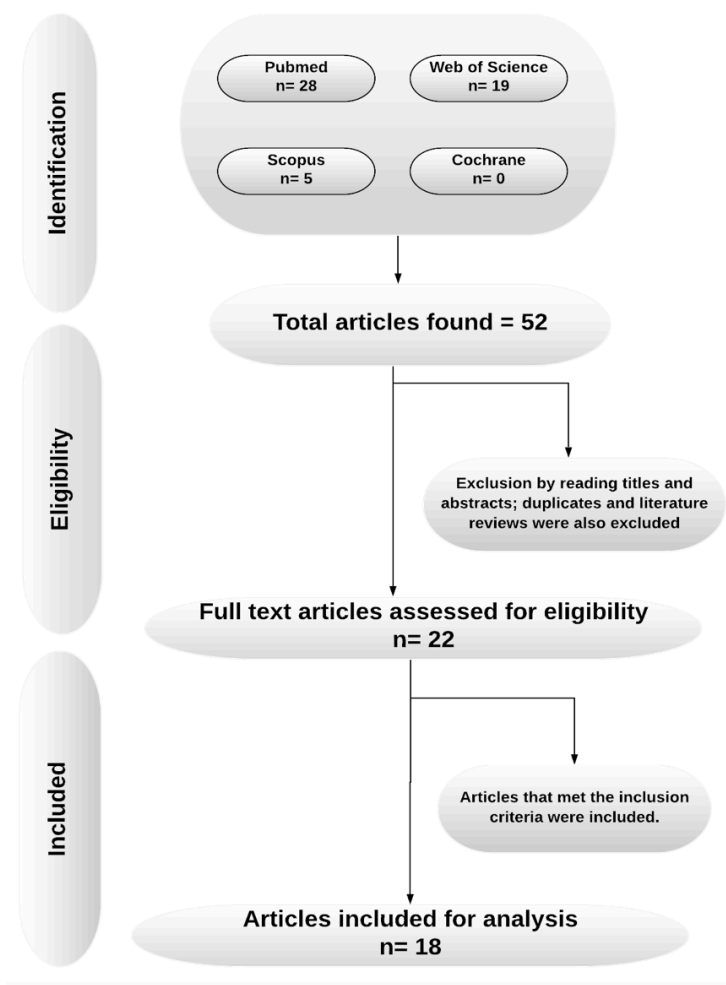 Identification
Pubmed
n= 28
Web of Science
n= 19
Scopus
n= 5
Cochrane
n= 0
Total articles found = 52
Eligibility
Exclusion by reading titles and
abstracts; duplicates and literature
reviews were also excluded
Full text articles assessed for eligibility
n= 22
Included
Articles that met the inclusion
criteria were included.
Articles included for analysis
n= 18